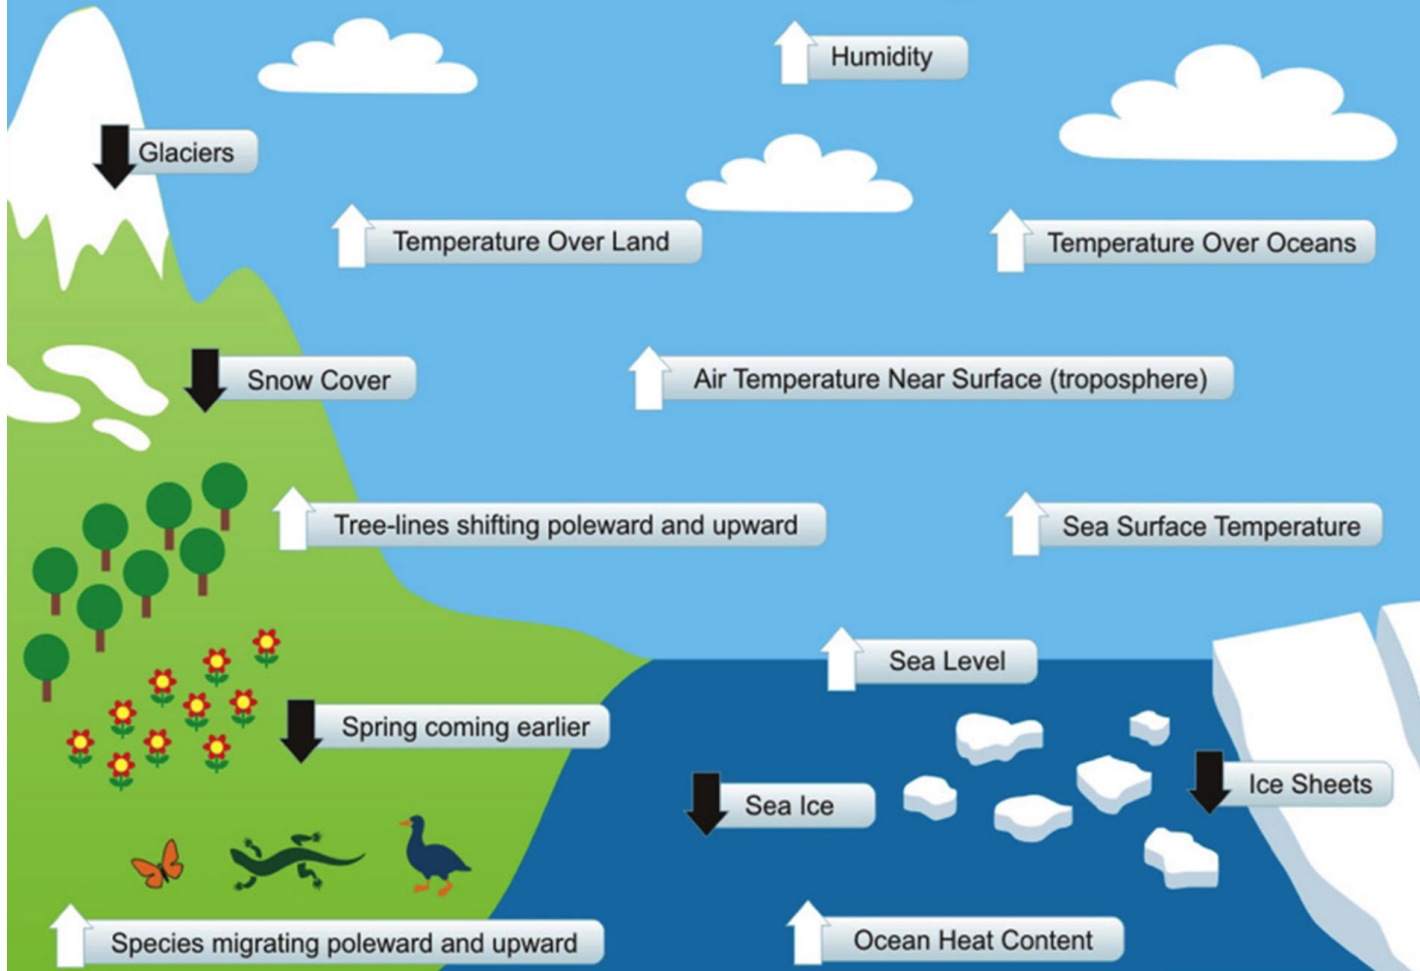 Humidity
Glaciers
Temperature Over Land
Temperature Over Oceans
Snow Cover
Air Temperature Near Surface (troposphere)
Tree-lines shifting poleward and upward
Sea Surface Temperature
Sea Level
Spring coming earlier
Ice Sheets
Sea Ice
Species migrating poleward and upward
Ocean Heat Content